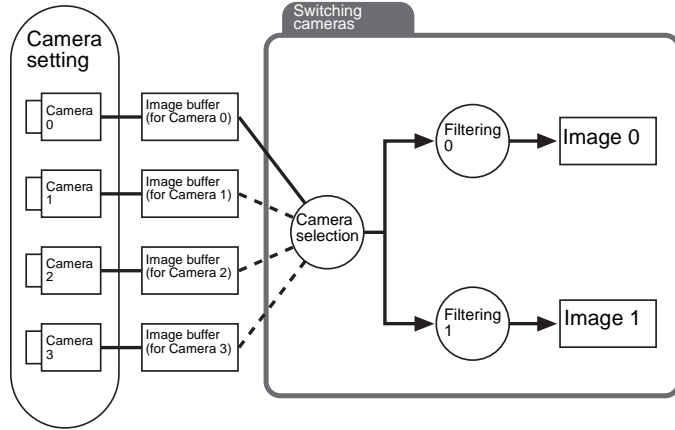 Switching
cameras
Camera
setting
Camera
0
Image buffer
(for Camera 0)
Camera
1
Image buffer
(for Camera 1)
Camera
2
Image buffer
(for Camera 2)
Camera
3
Image buffer
(for Camera 3)
Camera
selection
Filtering
0
Image 0
Filtering
1
Image 1